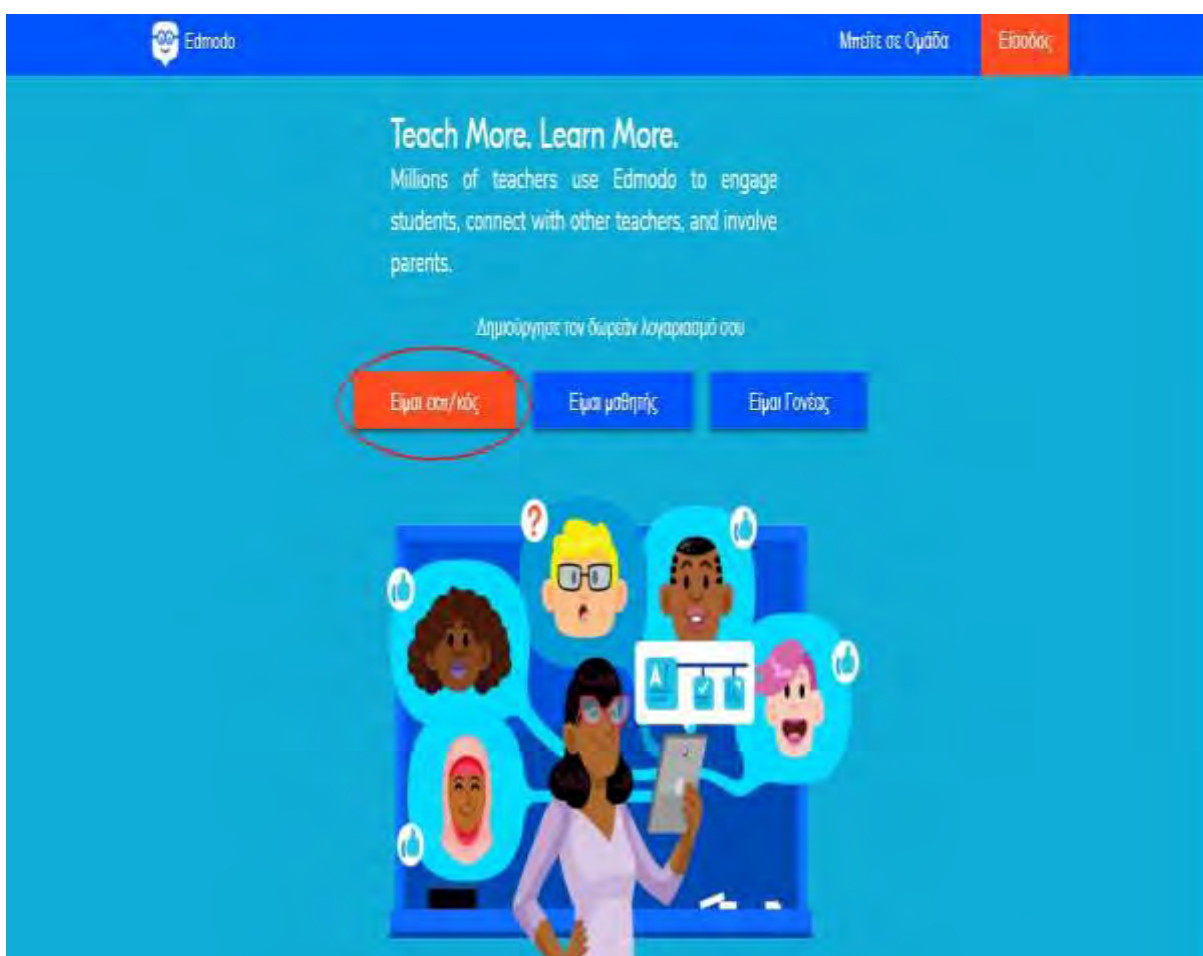 Edmodo
Μπείτε σε Ομάδα
Είσοδος
Teach More. Learn More.
Millions of teachers use Edmodo to engage
students, connect with other teachers, and involve
parents.
Δημιούργησε τον δωρεάν λογαριασμό σου
Είμαι εκπ/κός
Είμαι μαθητής
Είμαι Γονέας
?
A+